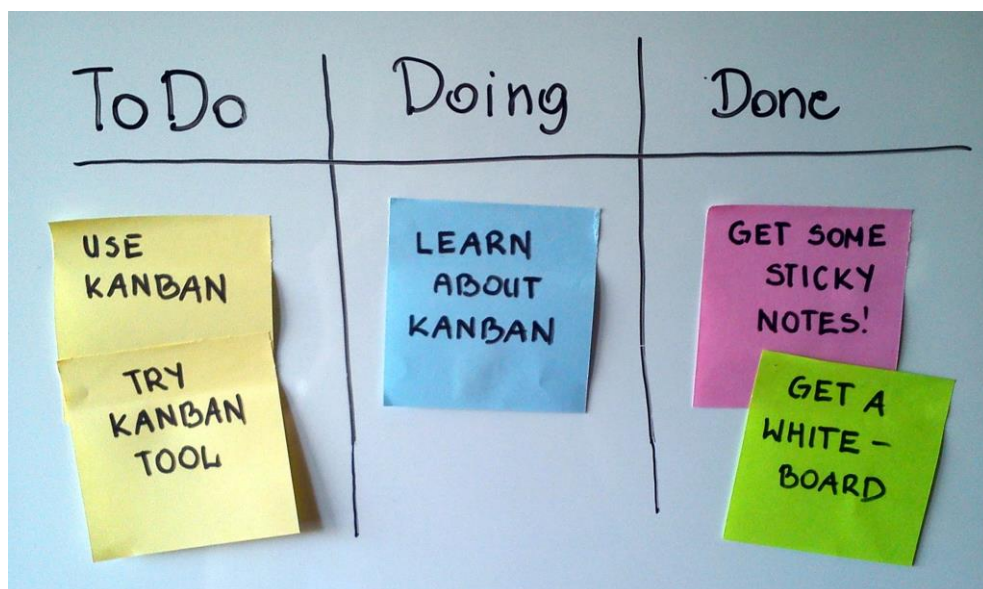 To Do
Doing
Done
USE
KANBAN
TRY
KANBAN
TOOL
LEARN
ABOUT
KANBAN
GET SOME
STICKY
NOTES!
GET A
WHITE-
BOARD